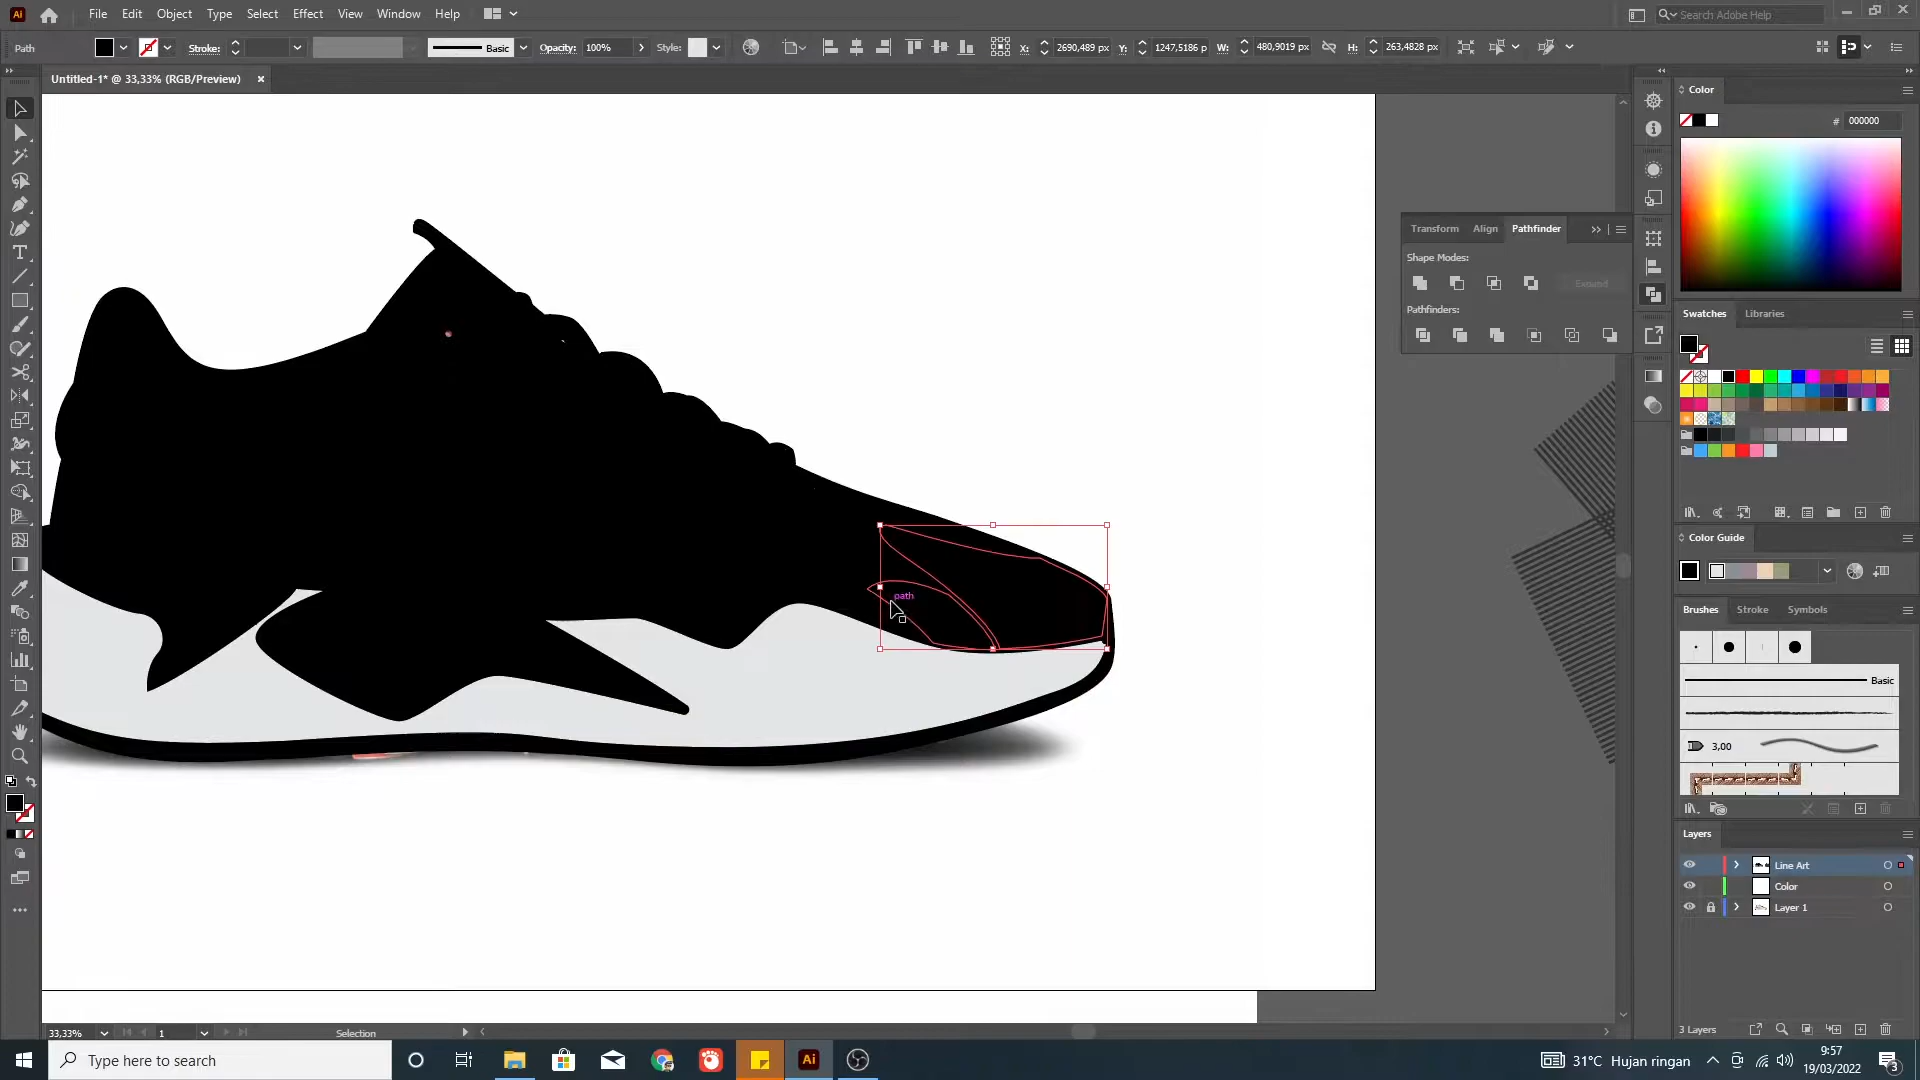 Ai File Edit Object Type Select Effect View Window Help Search Adobe Help
Path Stroke: Basic Opacity: 100% Style: X: 2690,489 px Y: 1247,5186 p W: 480,9019 px H: 263,4828 px
Untitled-1* @ 33,33% (RGB/Preview)
Color
# 000000
Transform Align Pathfinder
Shape Modes:
Expand
Pathfinders:
Swatches Libraries
Color Guide
path
Brushes Stroke Symbols
Basic
3,00
Layers
Line Art
Color
Layer 1
3 Layers
33,33% 1 Selection
Type here to search
Ai
31°C Hujan ringan
9:57
19/03/2022
3